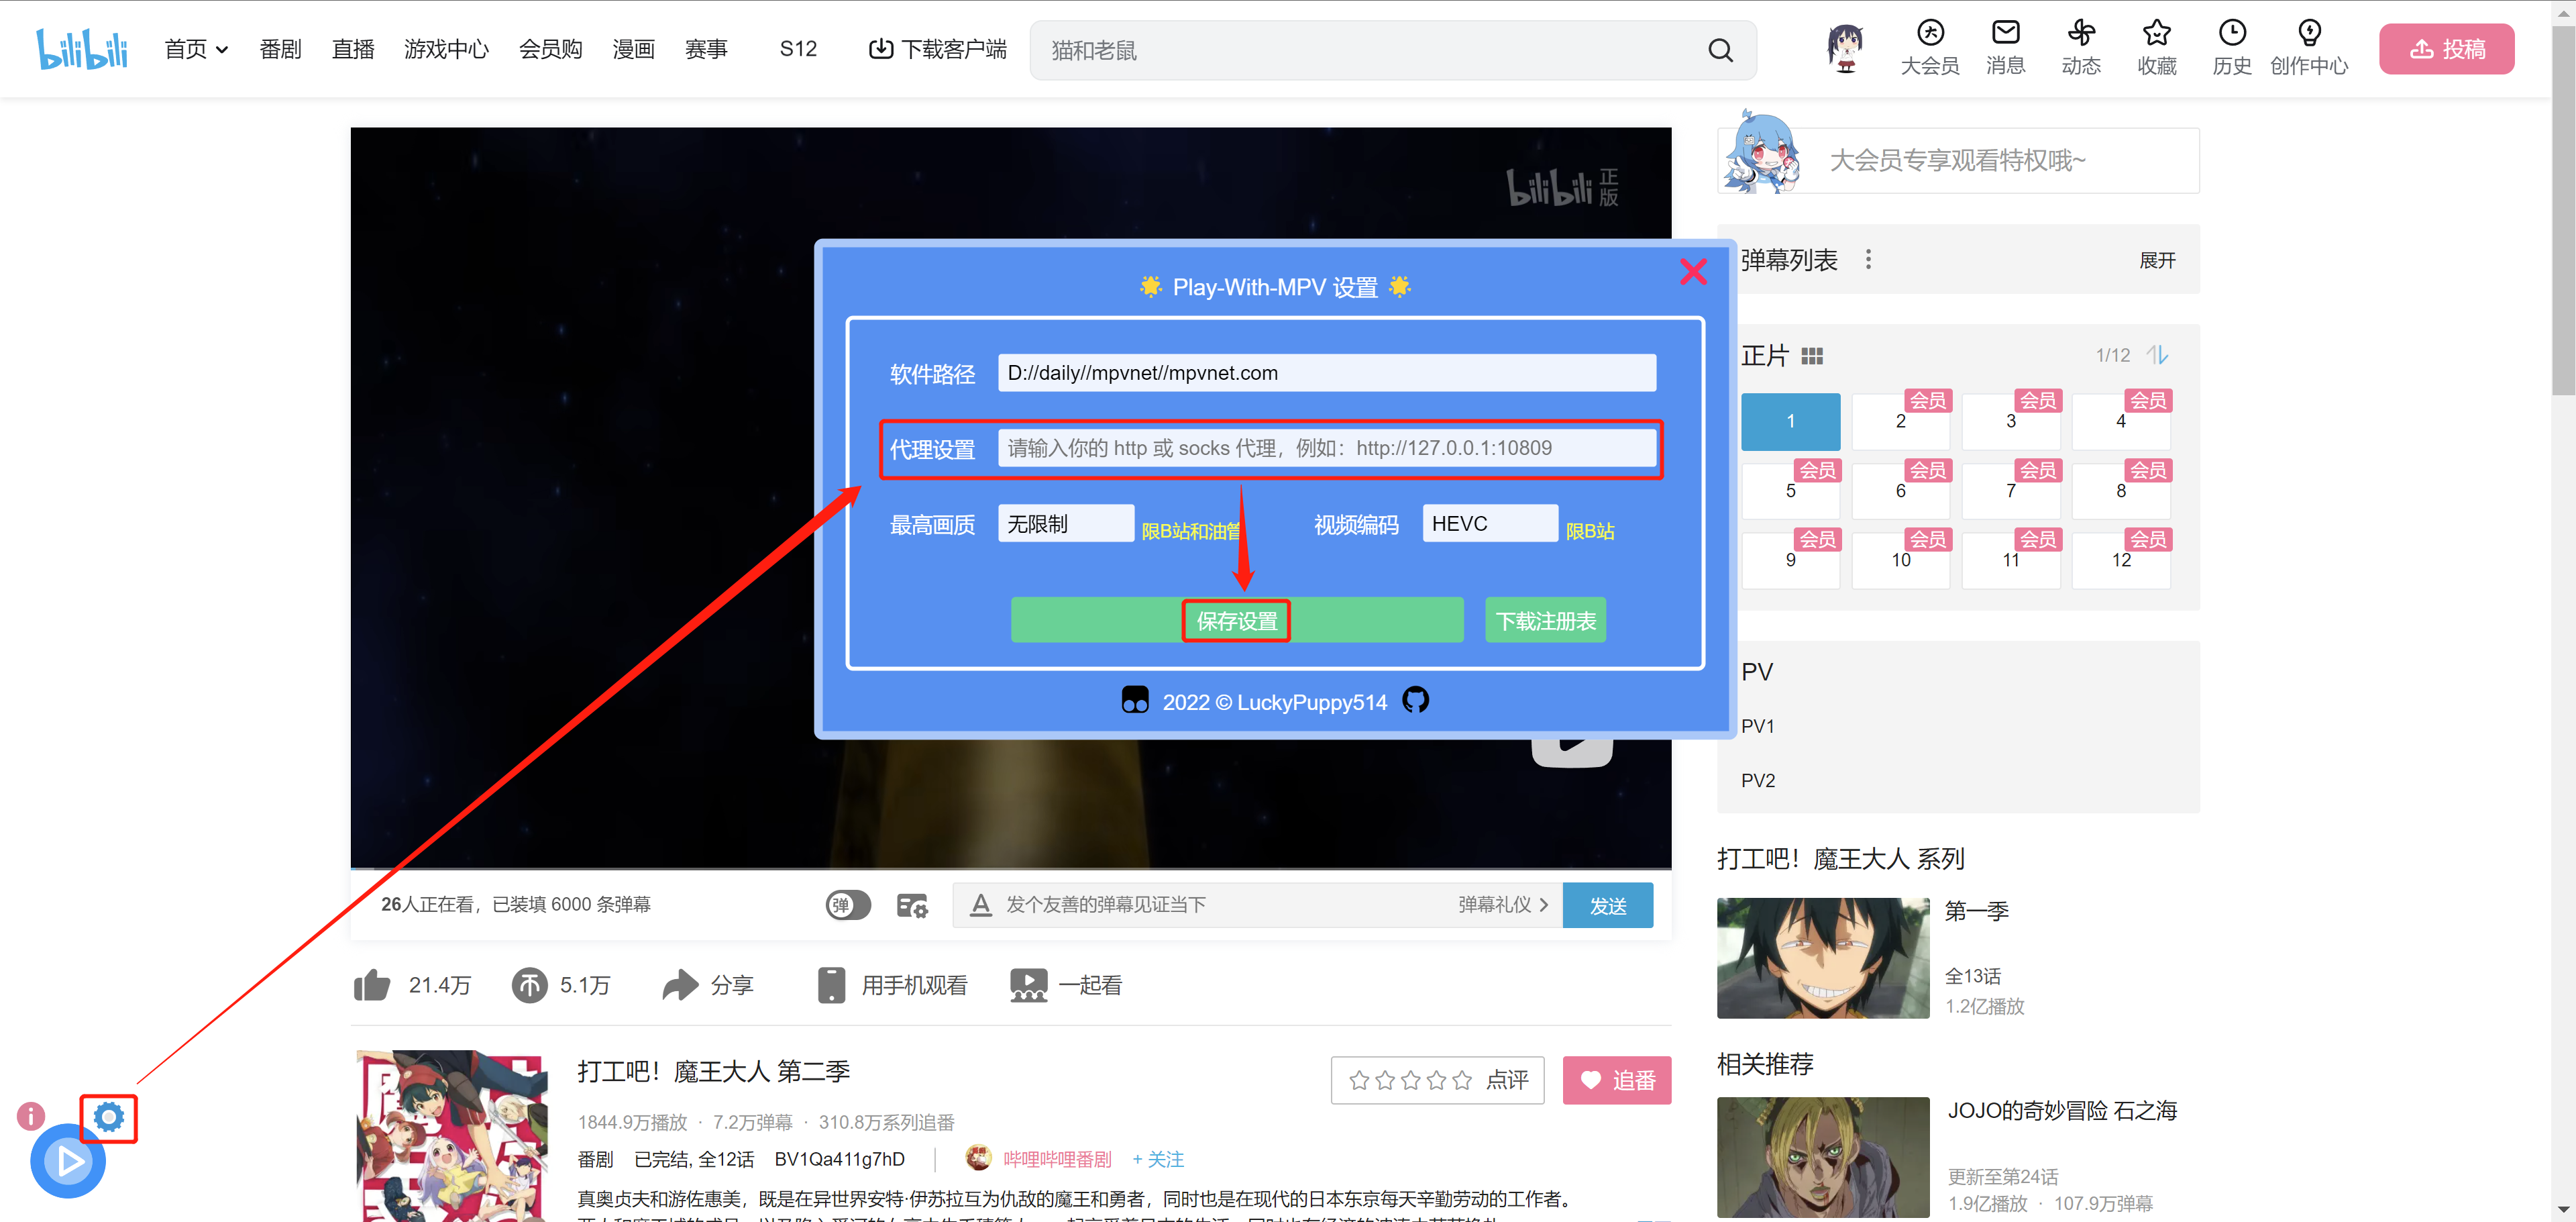 bilibili 首页 番剧 直播 游戏中心 会员购 漫画 赛事 S12 下载客户端 猫和老鼠 大会员 消息 动态 收藏 历史 创作中心 投稿
bilibili 正版
大会员专享观看特权哦~
弹幕列表 展开
正片 1/12
1 2 会员 3 会员 4 会员
5 会员 6 会员 7 会员 8 会员
9 会员 10 会员 11 会员 12 会员
PV
PV1
PV2
Play-With-MPV 设置
软件路径 D://daily//mpvnet//mpvnet.com
代理设置 请输入你的 http 或 socks 代理，例如：http://127.0.0.1:10809
最高画质 无限制 限B站和油管 视频编码 HEVC 限B站
保存设置 下载注册表
2022 © LuckyPuppy514
26人正在看，已装填 6000 条弹幕 弹 A 发个友善的弹幕见证当下 弹幕礼仪 发送
21.4万 5.1万 分享 用手机观看 一起看
打工吧！魔王大人 第二季 点评 追番
1844.9万播放 · 7.2万弹幕 · 310.8万系列追番
番剧 已完结, 全12话 BV1Qa411g7hD 哔哩哔哩番剧 + 关注
真奥贞夫和游佐惠美，既是在异世界安特·伊苏拉互为仇敌的魔王和勇者，同时也是在现代的日本东京每天辛勤劳动的工作者。
打工吧！魔王大人 系列
第一季
全13话
1.2亿播放
相关推荐
JOJO的奇妙冒险 石之海
更新至第24话
1.9亿播放 · 107.9万弹幕